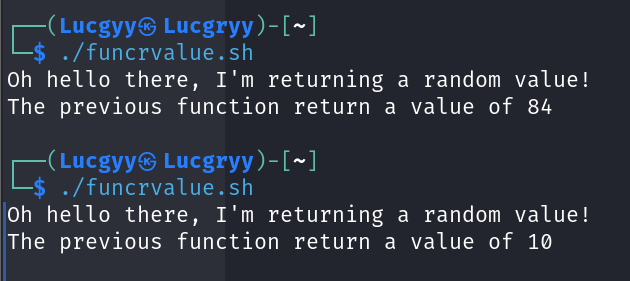 ┌──(Lucgyy㉿Lucgryy)-[~]
└─$ ./funcrvalue.sh
Oh hello there, I'm returning a random value!
The previous function return a value of 84
┌──(Lucgyy㉿Lucgryy)-[~]
└─$ ./funcrvalue.sh
Oh hello there, I'm returning a random value!
The previous function return a value of 10